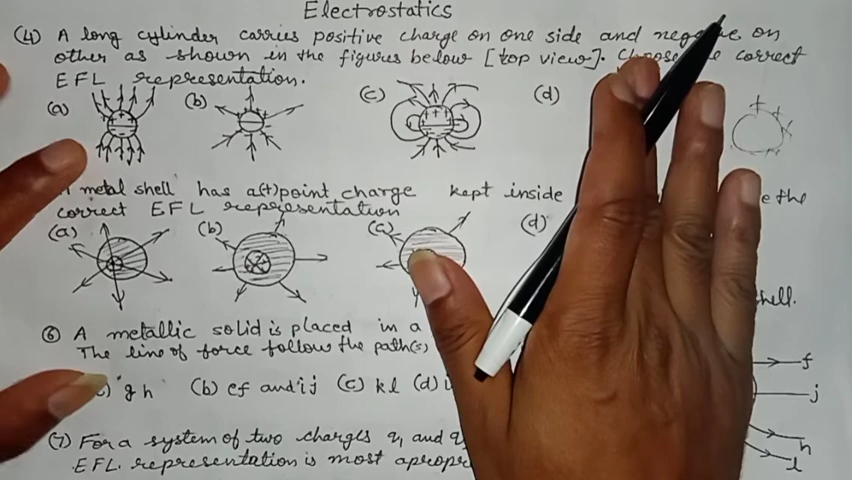 Electrostatics
(4) A long cylinder carries positive charge on one side and on
other as shown in the figures below [top view]. correct
EFL representation.
(a) (b) (c) (d)
metal shell has a(+)point charge kept inside the
correct EFL representation
(a) (b) (c) (d)
shell.
⑥ A metallic solid is placed in a
The line of force follow the path(s)
f
gh (b) ef and ij (c) kl (d)
j
(7) For a system of two charges q1 and
h
EFL. representation is most
l